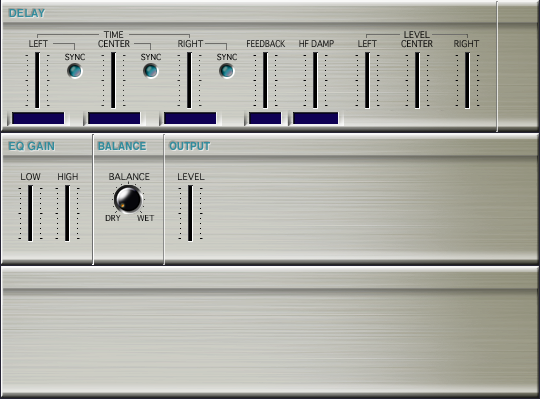 DELAY
TIME
LEVEL
LEFT
CENTER
RIGHT
FEEDBACK
HF DAMP
LEFT
CENTER
RIGHT
SYNC
SYNC
SYNC
EQ GAIN
BALANCE
OUTPUT
LOW
HIGH
BALANCE
LEVEL
DRY
WET